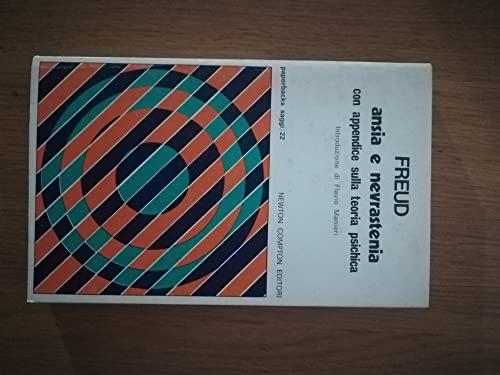 FREUD
ansia e nevrastenia
con appendice sulla teoria psichica
Introduzione di Flavio Manieri
paperbacks saggi/22
NEWTON COMPTON EDITORI